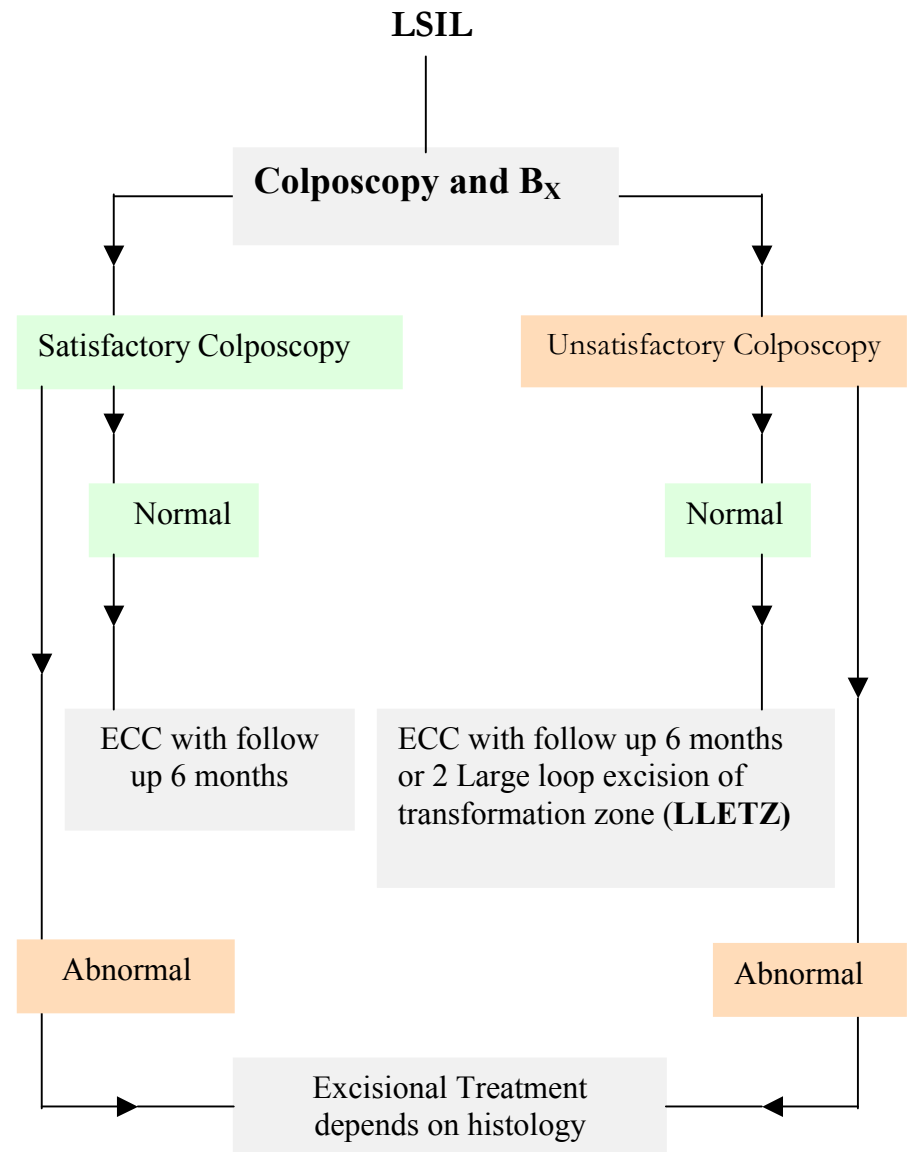 LSIL
Colposcopy and BX
Satisfactory Colposcopy
Unsatisfactory Colposcopy
Normal
Normal
ECC with follow
up 6 months
ECC with follow up 6 months
or 2 Large loop excision of
transformation zone (LLETZ)
Abnormal
Abnormal
Excisional Treatment
depends on histology